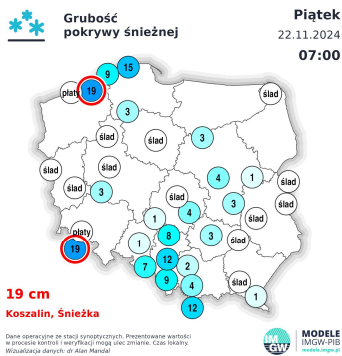 Grubość
pokrywy śnieżnej
Piątek
22.11.2024
07:00
15
9
płaty
19
ślad
3
ślad
ślad
3
ślad
ślad
4
1
ślad
ślad
3
ślad
3
ślad
4
1
ślad
płaty
8
3
ślad
1
19
12
7
2
9
4
ślad
1
12
19 cm
Koszalin, Śnieżka
Dane operacyjne ze stacji synoptycznych. Prezentowane wartości
w procesie kontroli i weryfikacji mogą ulec zmianie. Czas lokalny.
Wizualizacja danych: dr Alan Mandal
IMGW
MODELE
IMGW-PIB
modele.imgw.pl